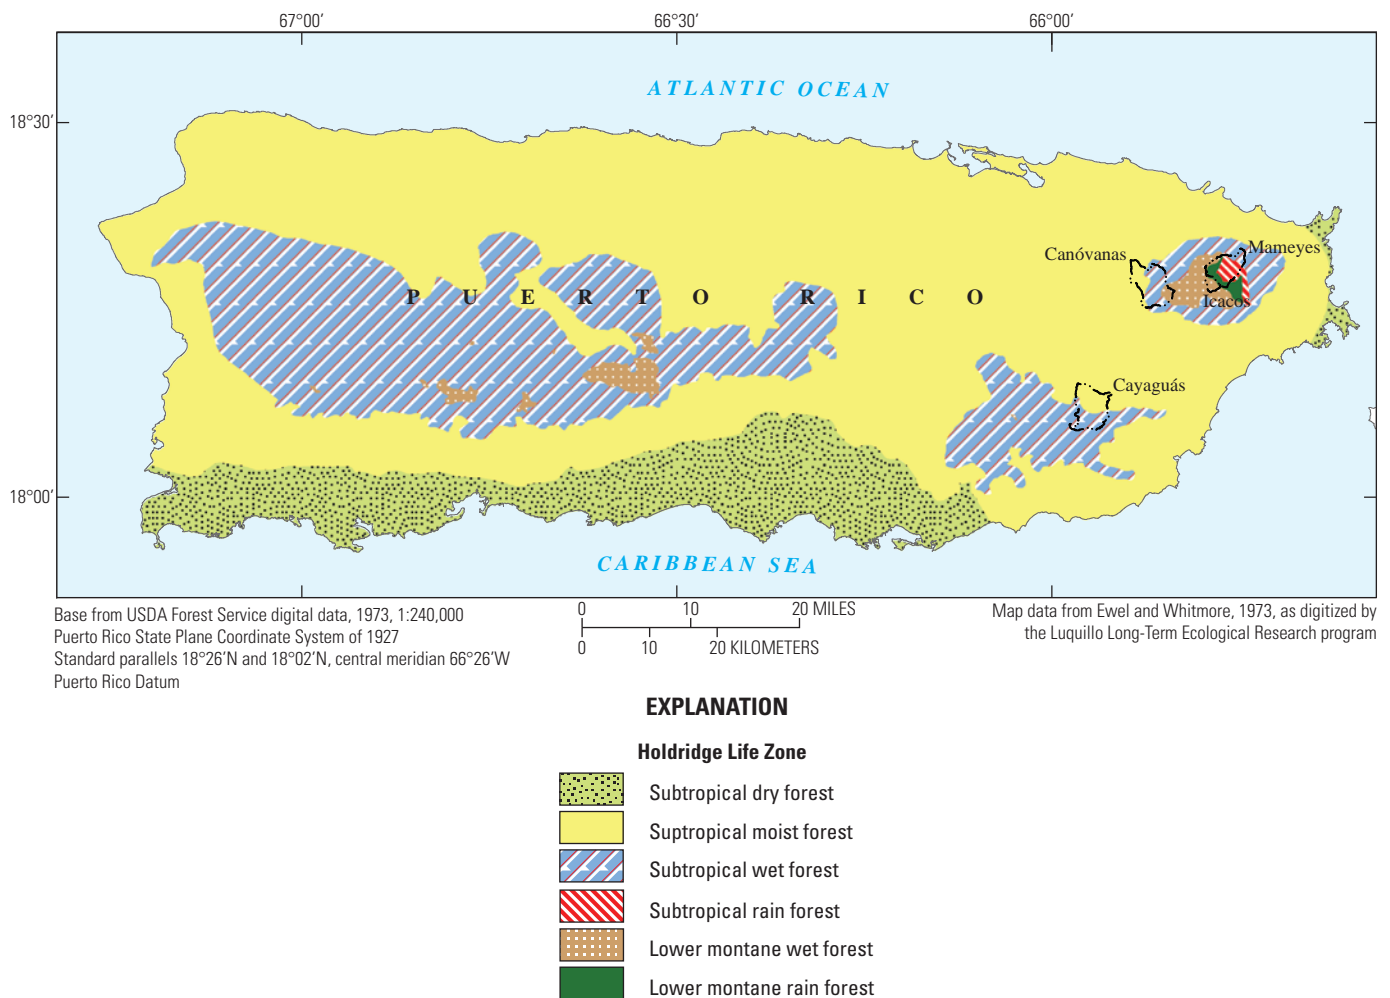 67°00′
66°30′
66°00′
ATLANTIC OCEAN
18°30′
Canóvanas
Mameyes
PUERTO RICO
Icacos
Cayaguás
18°00′
CARIBBEAN SEA
Base from USDA Forest Service digital data, 1973, 1:240,000
Puerto Rico State Plane Coordinate System of 1927
Standard parallels 18°26′N and 18°02′N, central meridian 66°26′W
Puerto Rico Datum
0 10 20 MILES
0 10 20 KILOMETERS
Map data from Ewel and Whitmore, 1973, as digitized by
the Luquillo Long-Term Ecological Research program
EXPLANATION
Holdridge Life Zone
Subtropical dry forest
Suptropical moist forest
Subtropical wet forest
Subtropical rain forest
Lower montane wet forest
Lower montane rain forest